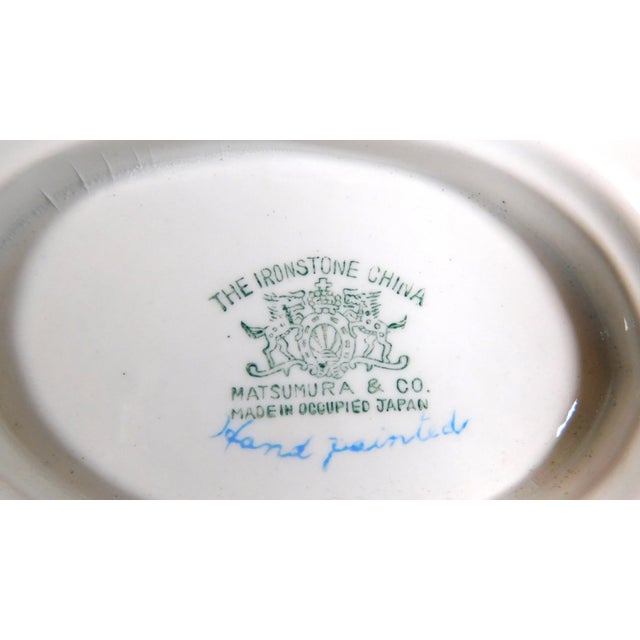 THE IRONSTONE CHINA
MATSUMURA & CO.
MADE IN OCCUPIED JAPAN
Hand painted